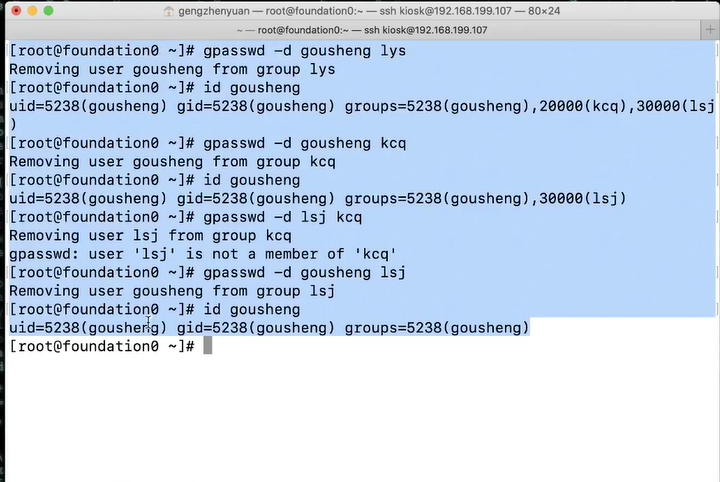 gengzhenyuan — root@foundation0:~ — ssh kiosk@192.168.199.107 — 80×24
~ — root@foundation0:~ — ssh kiosk@192.168.199.107
[root@foundation0 ~]# gpasswd -d gousheng lys
Removing user gousheng from group lys
[root@foundation0 ~]# id gousheng
uid=5238(gousheng) gid=5238(gousheng) groups=5238(gousheng),20000(kcq),30000(lsj
)
[root@foundation0 ~]# gpasswd -d gousheng kcq
Removing user gousheng from group kcq
[root@foundation0 ~]# id gousheng
uid=5238(gousheng) gid=5238(gousheng) groups=5238(gousheng),30000(lsj)
[root@foundation0 ~]# gpasswd -d lsj kcq
Removing user lsj from group kcq
gpasswd: user 'lsj' is not a member of 'kcq'
[root@foundation0 ~]# gpasswd -d gousheng lsj
Removing user gousheng from group lsj
[root@foundation0 ~]# id gousheng
uid=5238(gousheng) gid=5238(gousheng) groups=5238(gousheng)
[root@foundation0 ~]#